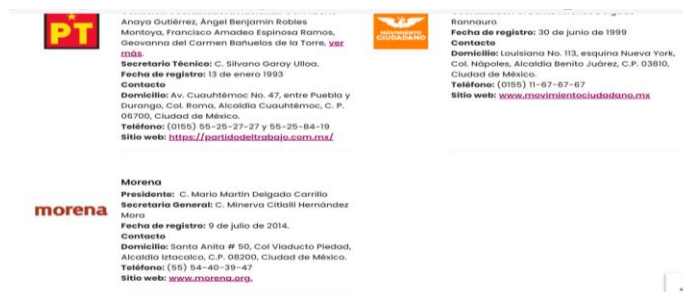 PT
Anaya Gutiérrez, Ángel Benjamin Robles
Montoya, Francisco Amadeo Espinosa Ramos,
Geovanna del Carmen Bañuelos de la Torre, ver
más.
Secretario Técnico: C. Silvano Garay Ulloa.
Fecha de registro: 13 de enero 1993
Contacto
Domicilio: Av. Cuauhtémoc No. 47, entre Puebla y
Durango, Col. Roma, Alcaldía Cuauhtémoc, C. P.
06700, Ciudad de México.
Teléfono: (0155) 55-25-27-27 y 55-25-84-19
Sitio web: https://partidodeltrabajo.com.mx/
MOVIMIENTO
CIUDADANO
Rannauro
Fecha de registro: 30 de junio de 1999
Contacto
Domicilio: Louisiana No. 113, esquina Nueva York,
Col. Nápoles, Alcaldía Benito Juárez, C.P. 03810,
Ciudad de México.
Teléfono: (0155) 11-67-67-67
Sitio web: www.movimientociudadano.mx
morena
Morena
Presidente: C. Mario Martín Delgado Carrillo
Secretaria General: C. Minerva Citlalli Hernández
Mora
Fecha de registro: 9 de julio de 2014.
Contacto
Domicilio: Santa Anita # 50, Col Viaducto Piedad,
Alcaldía Iztacalco, C.P. 08200, Ciudad de México.
Teléfono: (55) 54-40-39-47
Sitio web: www.morena.org.